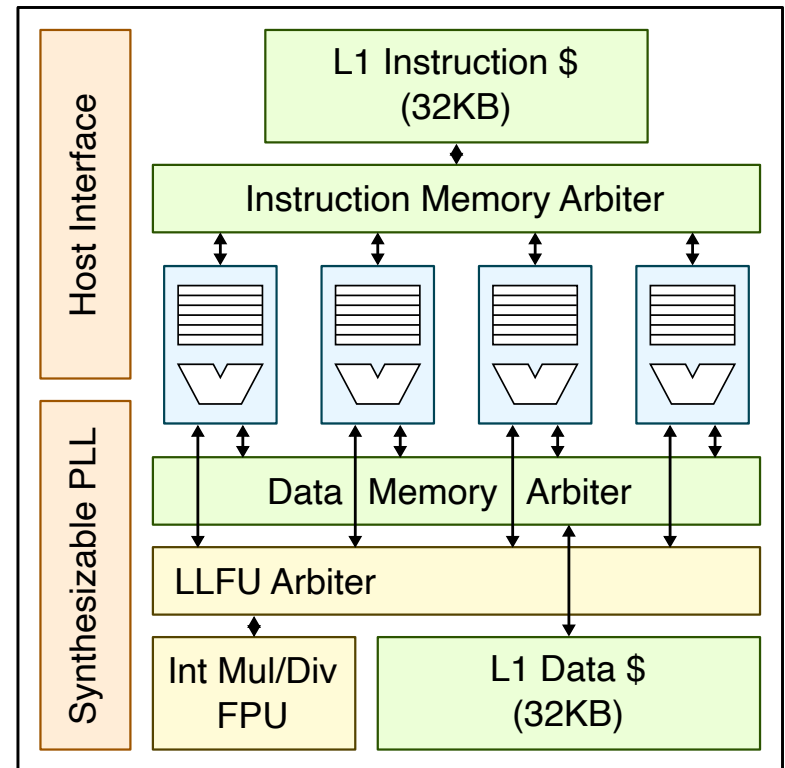 Host Interface
Synthesizable PLL
L1 Instruction $
(32KB)
Instruction Memory Arbiter
Data Memory Arbiter
LLFU Arbiter
Int Mul/Div
FPU
L1 Data $
(32KB)